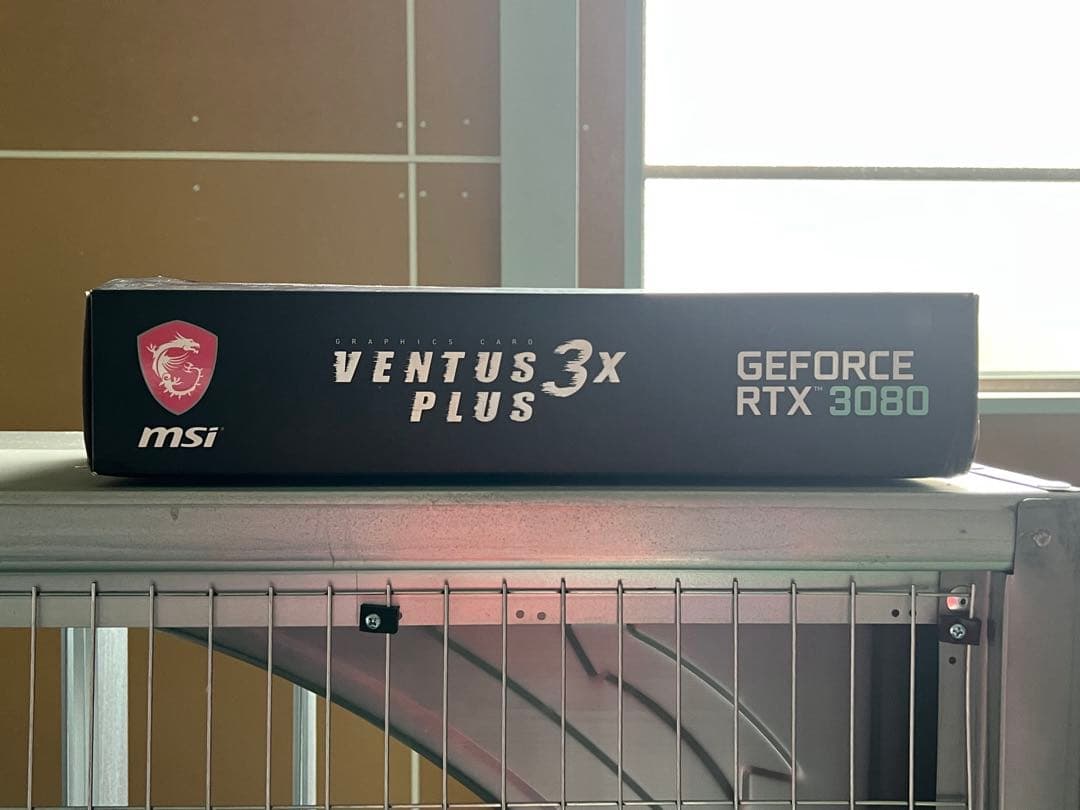 msi
GRAPHICS CARD
VENTUS 3X
PLUS
GEFORCE
RTX™ 3080